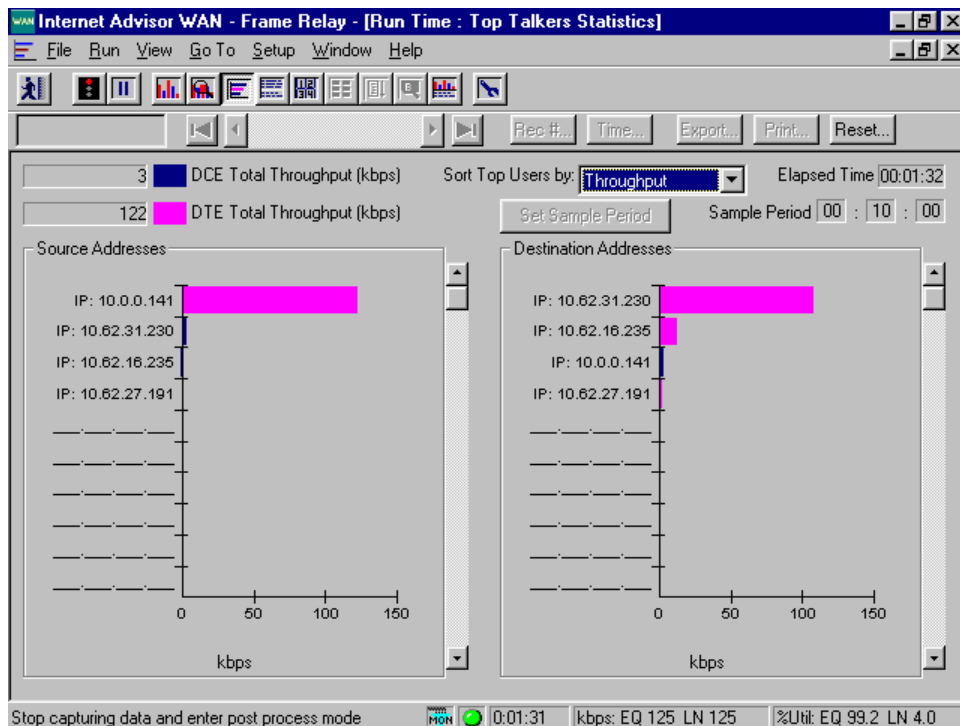 WAN Internet Advisor WAN - Frame Relay - [Run Time : Top Talkers Statistics]
File Run View Go To Setup Window Help
Rec #... Time... Export... Print... Reset...
3 DCE Total Throughput (kbps) Sort Top Users by: Throughput Elapsed Time 00:01:32
122 DTE Total Throughput (kbps) Set Sample Period Sample Period 00 : 10 : 00
Source Addresses
IP: 10.0.0.141
IP: 10.62.31.230
IP: 10.62.16.235
IP: 10.62.27.191
0 50 100 150
kbps
Destination Addresses
IP: 10.62.31.230
IP: 10.62.16.235
IP: 10.0.0.141
IP: 10.62.27.191
0 50 100 150
kbps
Stop capturing data and enter post process mode MON 0:01:31 kbps: EQ 125 LN 125 %Util: EQ 99.2 LN 4.0